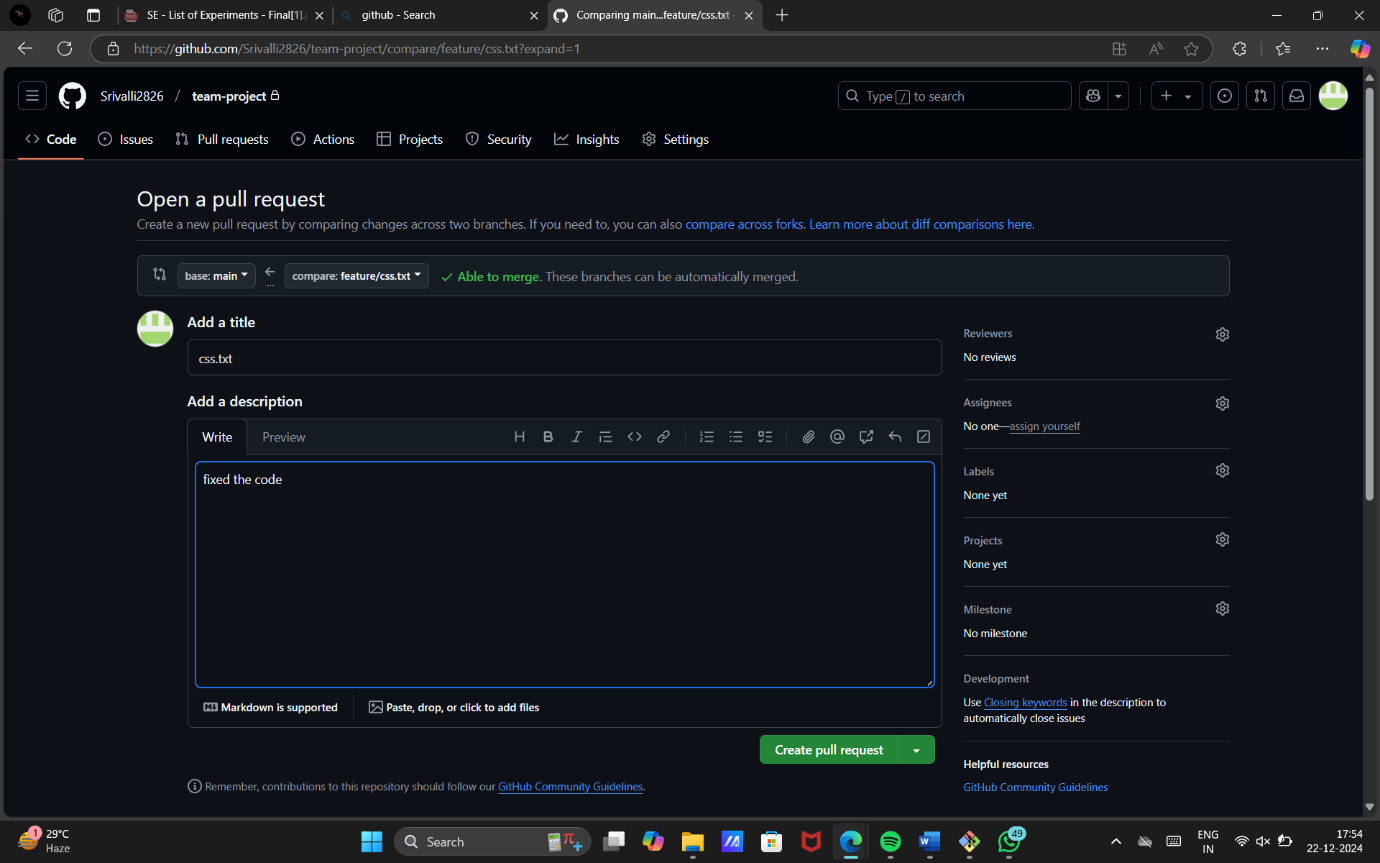 SE - List of Experiments - Final[1].
github - Search
Comparing main...feature/css.txt ·
https://github.com/Srivalli2826/team-project/compare/feature/css.txt?expand=1
Srivalli2826 / team-project
Type / to search
Code
Issues
Pull requests
Actions
Projects
Security
Insights
Settings
Open a pull request
Create a new pull request by comparing changes across two branches. If you need to, you can also compare across forks. Learn more about diff comparisons here.
base: main
...
compare: feature/css.txt
Able to merge. These branches can be automatically merged.
Add a title
css.txt
Add a description
Write
Preview
fixed the code
Markdown is supported
Paste, drop, or click to add files
Create pull request
Remember, contributions to this repository should follow our GitHub Community Guidelines.
Reviewers
No reviews
Assignees
No one—assign yourself
Labels
None yet
Projects
None yet
Milestone
No milestone
Development
Use Closing keywords in the description to
automatically close issues
Helpful resources
GitHub Community Guidelines
1
29°C
Haze
Search
49
ENG
IN
17:54
22-12-2024